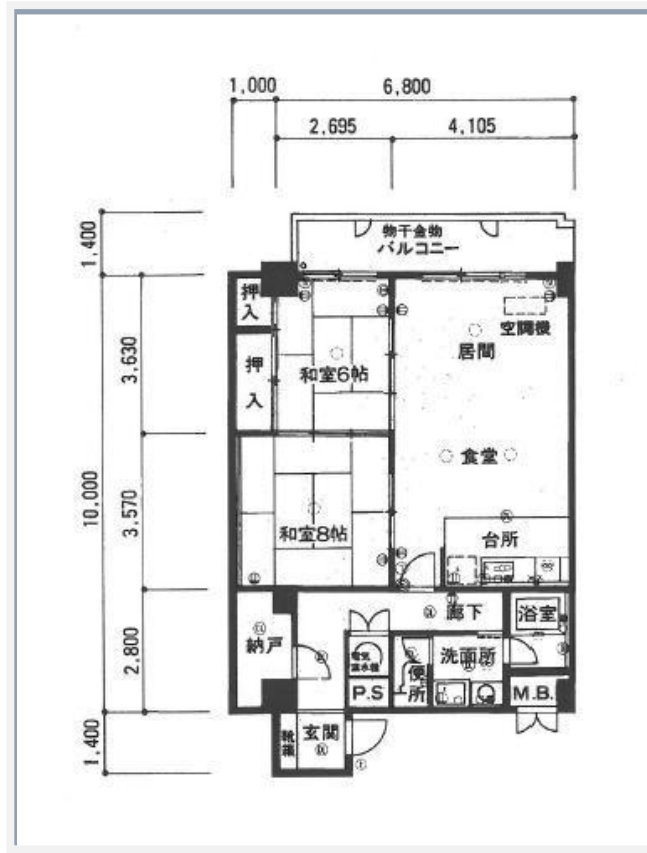 1,000
6,800
2,695
4,105
1,400
物干金物
バルコニー
押入
空調機
居間
3,630
押入
和室6帖
食堂
10,000
3,570
台所
和室8帖
廊下
浴室
2,800
納戸
電気温水器
便所
洗面所
P.S
M.B.
玄関
靴箱
1,400